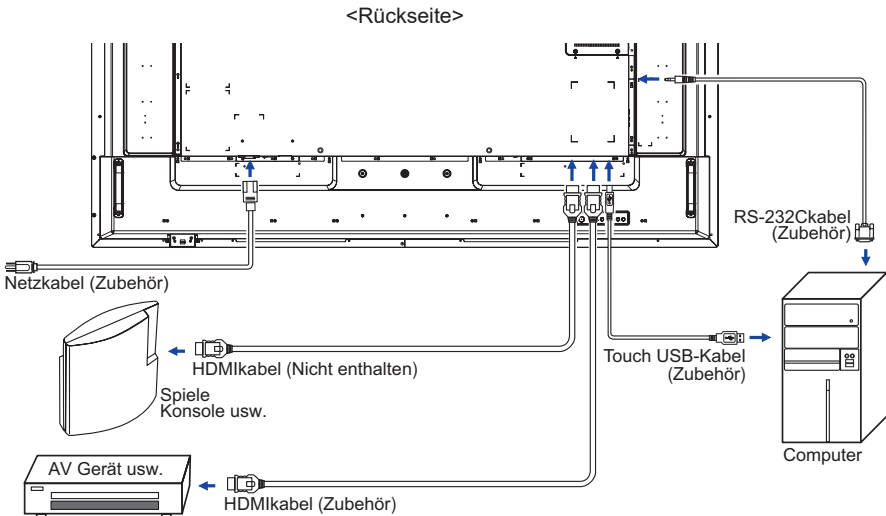 <Rückseite>
RS-232Ckabel
(Zubehör)
Netzkabel (Zubehör)
HDMIkabel (Nicht enthalten)
Touch USB-Kabel
(Zubehör)
Spiele
Konsole usw.
Computer
AV Gerät usw.
HDMIkabel (Zubehör)